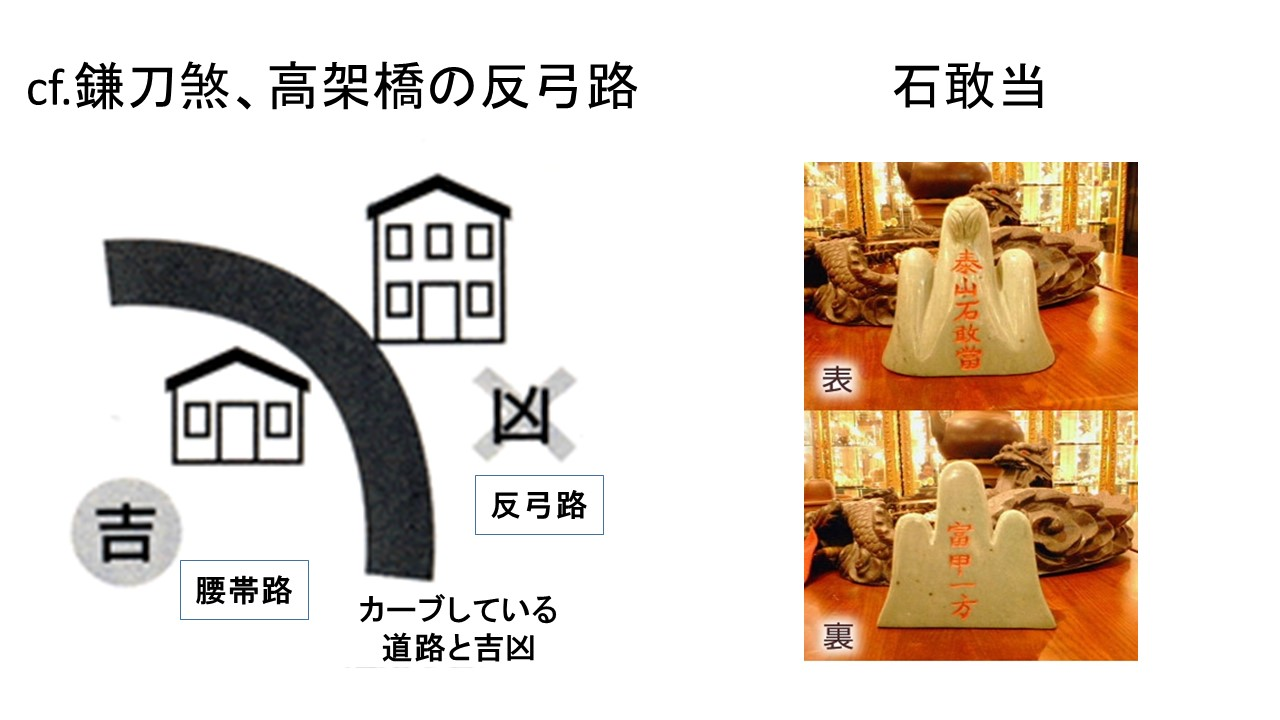 cf.鎌刀煞、高架橋の反弓路
石敢当
凶
反弓路
吉
腰帯路
カーブしている
道路と吉凶
泰山石敢當
表
富甲一方
裏